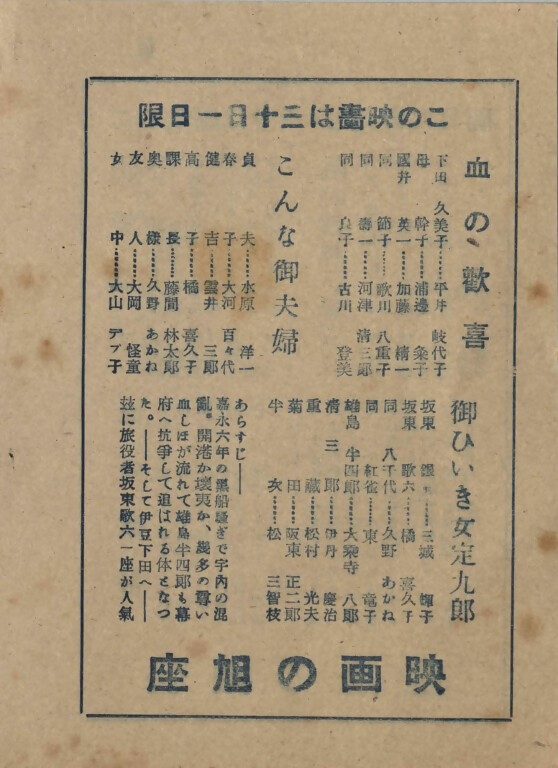 この映畵は三十日一日限
血の歡喜
下田 久美子……平井 岐代子
母 幹子……浦邊 粂子
國井 英一……加藤 精一
同 節子……歌川 八重子
同 壽一……河津 清三郎
同 良子……古川 登美
こんな御夫婦
貞夫……水原 洋一
春子……大河 百々代
健吉……雲井 三郎
高子……橘 喜久子
課長……藤間 林太郎
奥様……久野 あかね
友人……大岡 怪童
女中……大山 デブ子
御ひいき女定九郎
坂東 三城 輝子
坂東 歌六……橘 喜久子
同 八千代……久野 あかね
同 紅雀……東 竜子
雄島 半四郎……大乗寺 八郎
清三郎……伊丹 慶治
重藏……松村 光夫
菊田……阪東 正二郎
牛女……松 三智枝
あらすじ――
嘉永六年の黑船騷ぎで宇内の混
亂。開港か壞夷か、幾多の尊い
血しほが流れて雄島半四郎も幕
府へ抗爭して追はれる体となつ
た。――そして伊豆下田へ――
玆に旅役者坂東歌六一座が人氣
映画の旭座